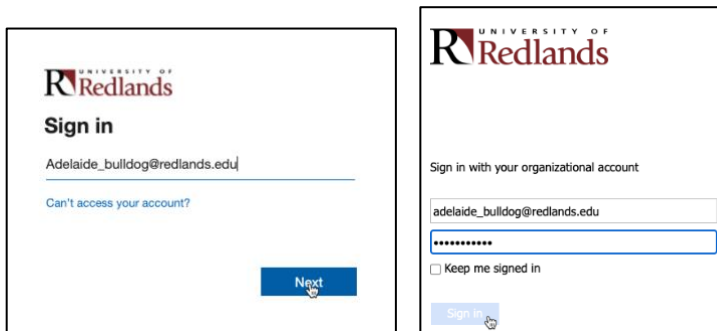 UNIVERSITY OF
Redlands
Sign in
Adelaide_bulldog@redlands.edu
Can't access your account?
Next
UNIVERSITY OF
Redlands
Sign in with your organizational account
adelaide_bulldog@redlands.edu
•••••••••••
Keep me signed in
Sign in